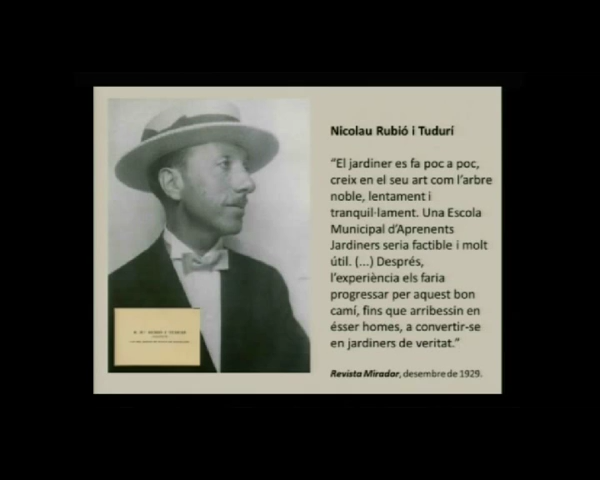 Nicolau Rubió i Tudurí
“El jardiner es fa poc a poc,
creix en el seu art com l’arbre
noble, lentament i
tranquil·lament. Una Escola
Municipal d’Aprenents
Jardiners seria factible i molt
útil. (...) Després,
l’experiència els faria
progressar per aquest bon
camí, fins que arribessin en
ésser homes, a convertir-se
en jardiners de veritat.”
Revista Mirador, desembre de 1929.